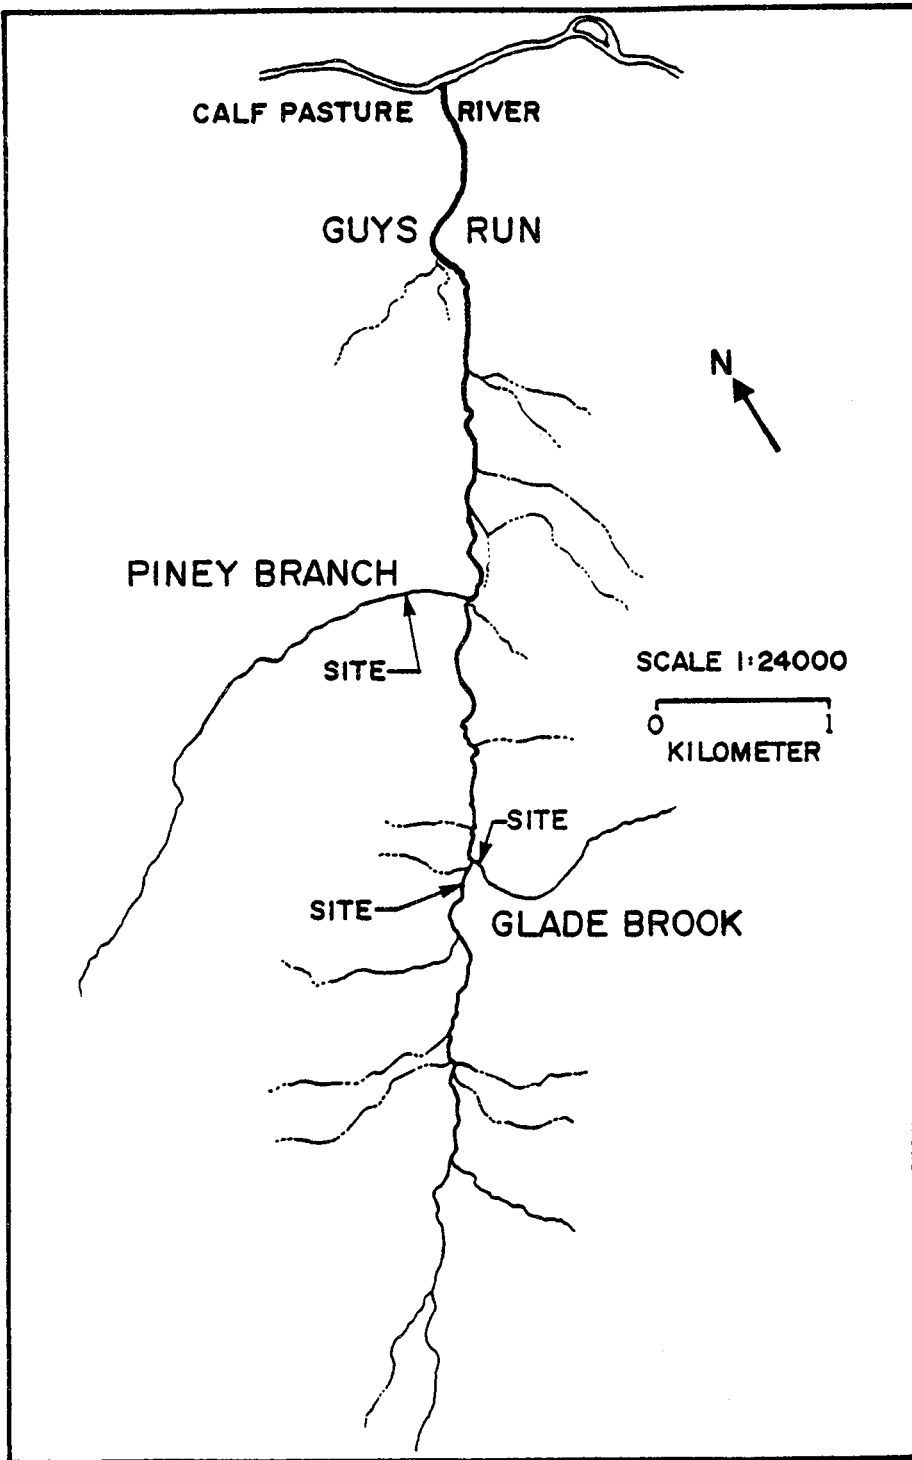 CALF PASTURE RIVER
GUYS RUN
N
PINEY BRANCH
SITE
SCALE 1:24000
0 1
KILOMETER
SITE
SITE
GLADE BROOK